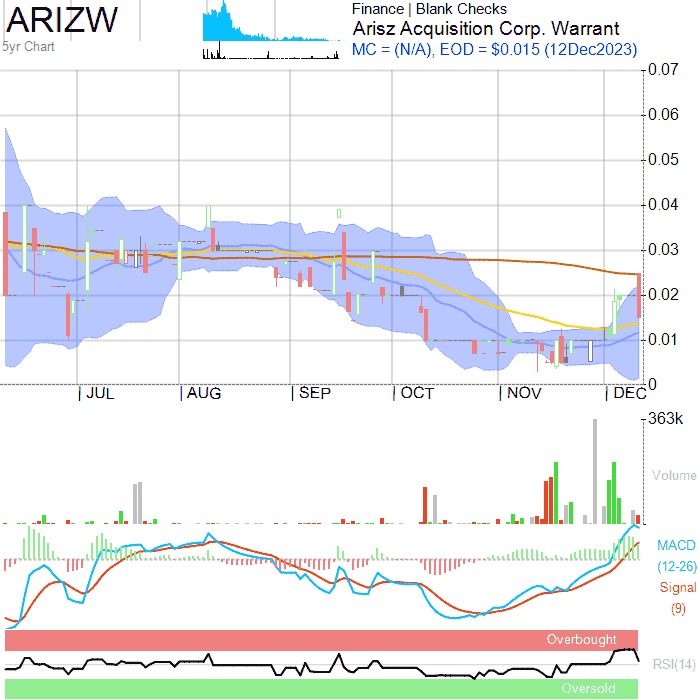 ARIZW
5yr Chart
Finance | Blank Checks
Arisz Acquisition Corp. Warrant
MC = (N/A), EOD = $0.015 (12Dec2023)
0.07
0.06
0.05
0.04
0.03
0.02
0.01
0
JUL AUG SEP OCT NOV DEC
363k
Volume
MACD
(12-26)
Signal
(9)
Overbought
RSI(14)
Oversold